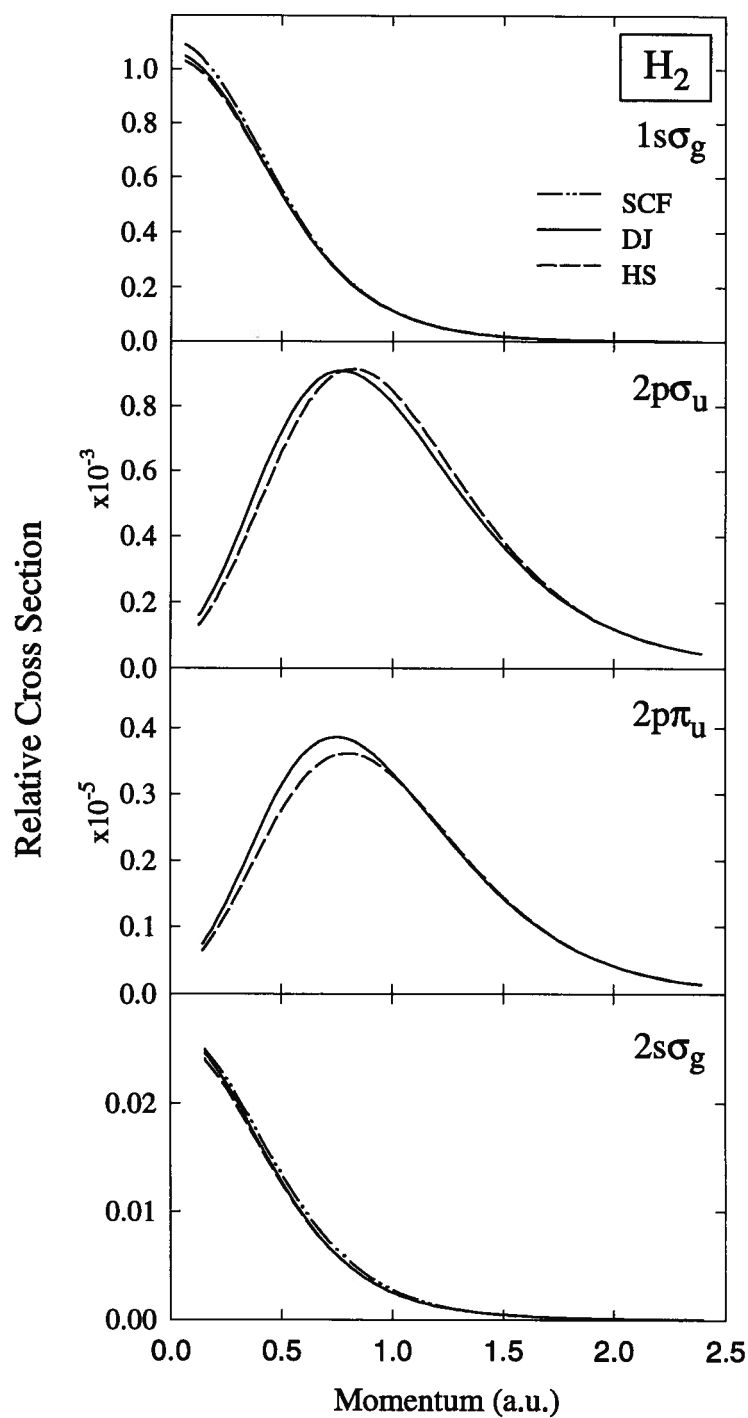 H2
1sσg
SCF
DJ
HS
1.0
0.8
0.6
0.4
0.2
0.0
2pσu
x10-3
0.8
0.6
0.4
0.2
0.0
2pπu
x10-5
0.4
0.3
0.2
0.1
0.0
2sσg
0.02
0.01
0.00
Relative Cross Section
0.0 0.5 1.0 1.5 2.0 2.5
Momentum (a.u.)